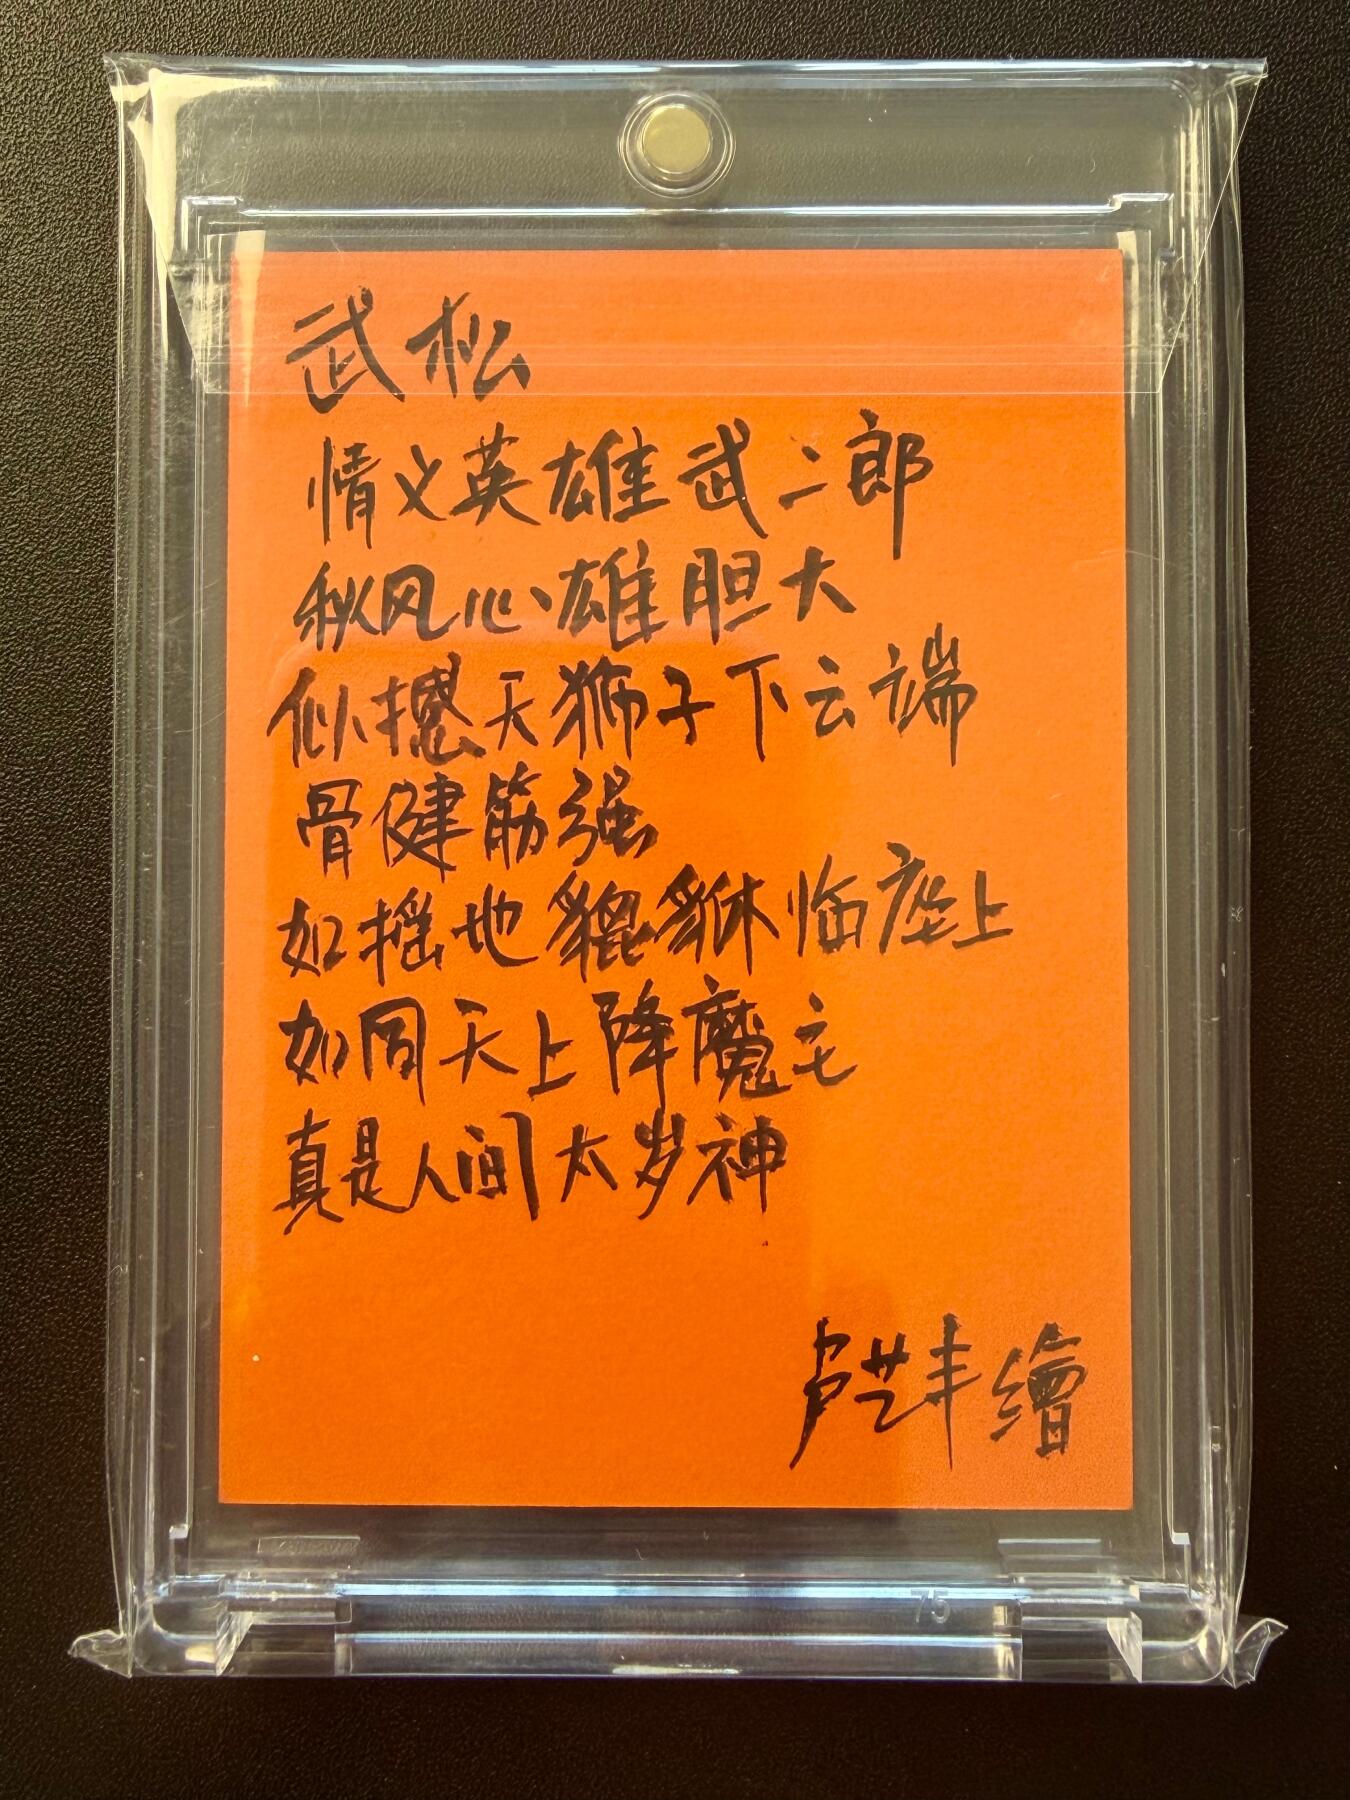 武松
情义英雄武二郎
秋风心雄胆大
似撼天狮子下云端
骨健筋强
如摇地貔貅临座上
如同天上降魔主
真是人间太岁神
卢艺丰繪
75